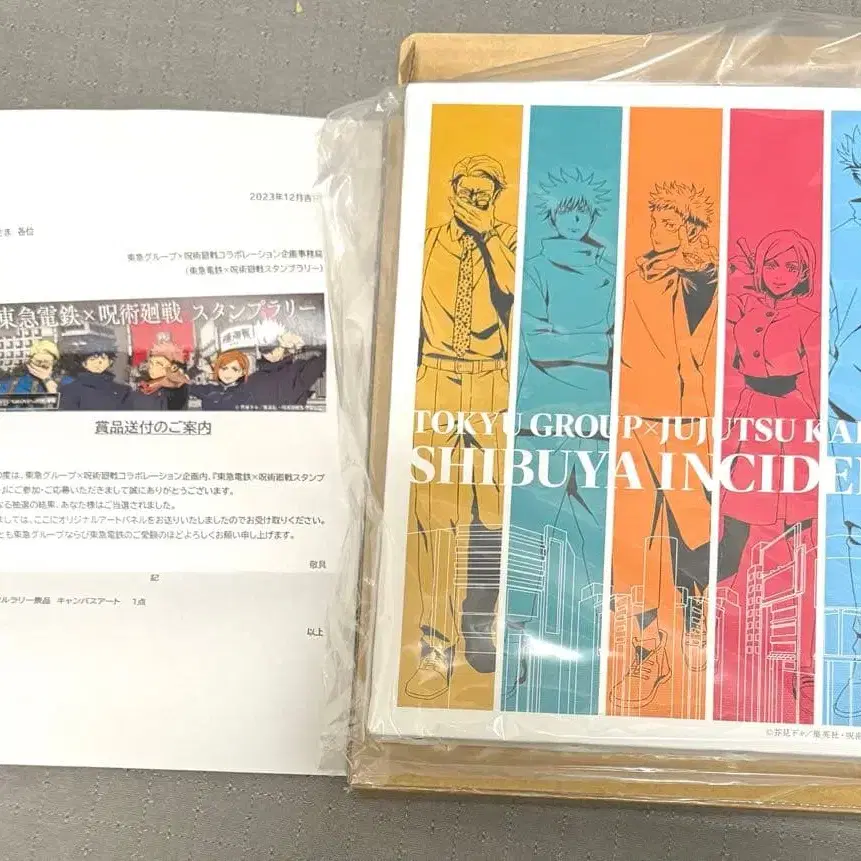 2023年12月吉
さま 各位
東急グループ×呪術廻戦コラボレーション企画事務局
(東急電鉄×呪術廻戦スタンプラリー)
東急電鉄×呪術廻戦 スタンプラリー
賞品送付のご案内
の度は、東急グループ×呪術廻戦コラボレーション企画内、『東急電鉄×呪術廻戦スタンプ
』にご参加・ご応募いただきまして誠にありがとうございます。
なる抽選の結果、あなた様はご当選されました。
ましては、ここにオリジナルアートパネルをお送りいたしましたのでお受け取りください。
とも東急グループならび東急電鉄のご愛顧のほどよろしくお願い申し上げます。
敬具
記
プルラリー景品 キャンバスアート 1点
以上
TOKYU GROUP×JUJUTSU KAI
SHIBUYA INCIDE
©芥見下々/集英社・呪術